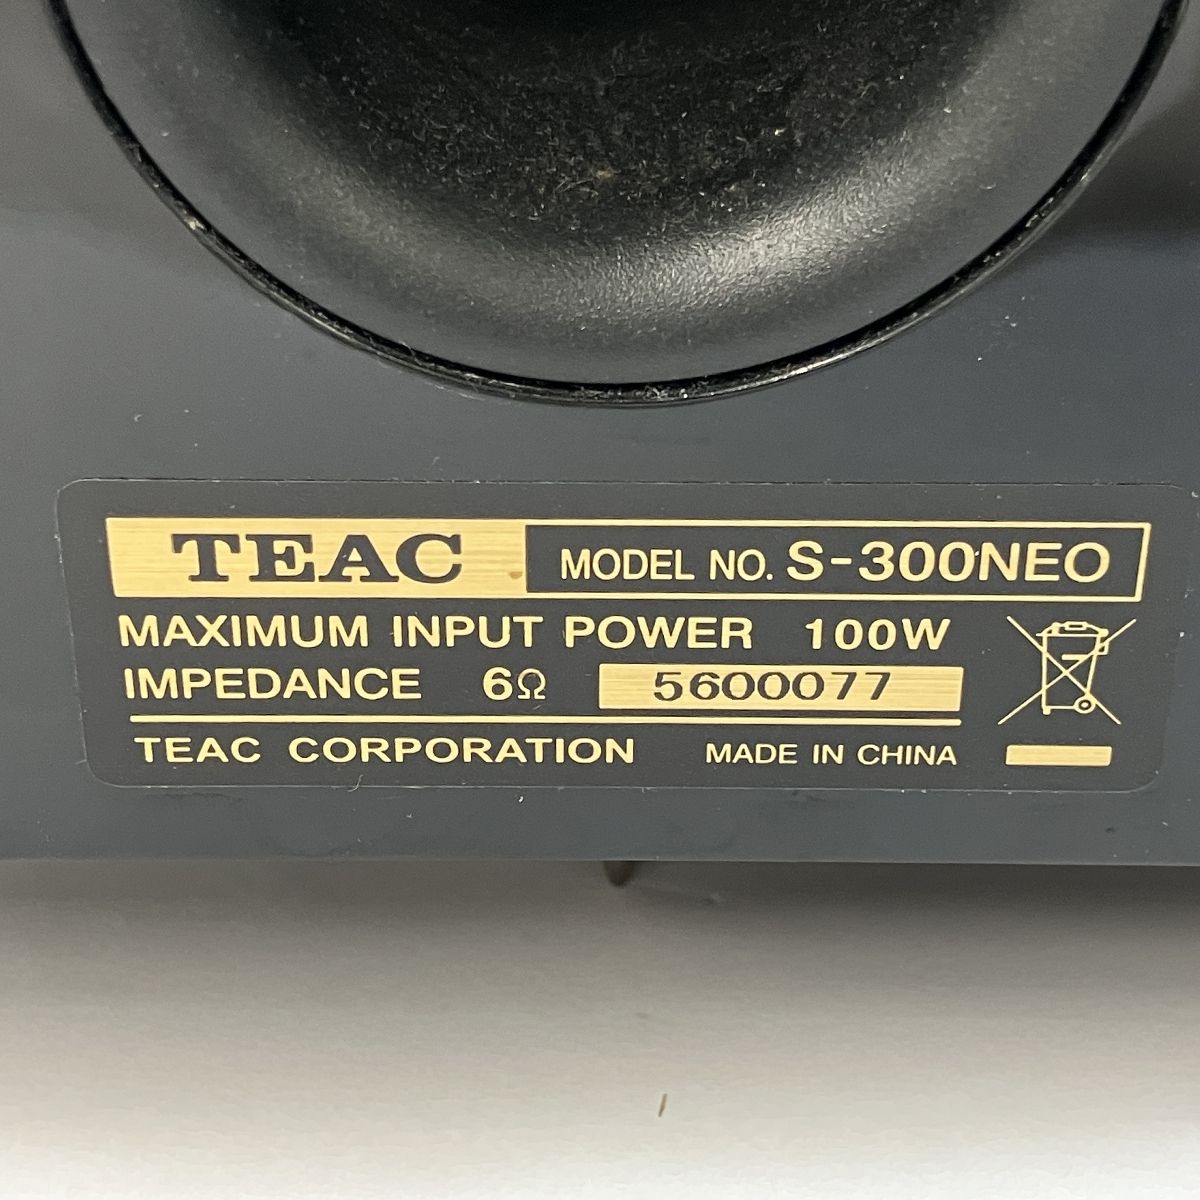 TEAC MODEL NO. S-300NEO
MAXIMUM INPUT POWER 100W
IMPEDANCE 6Ω 5600077
TEAC CORPORATION MADE IN CHINA